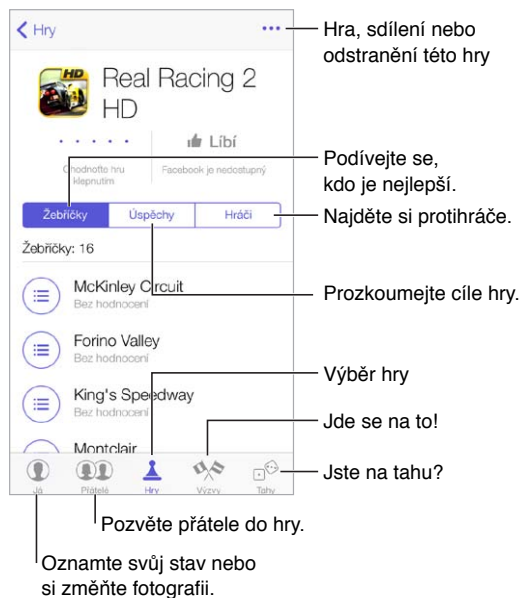 Hry
•••
Hra, sdílení nebo
odstranění této hry
HD
Real Racing 2
HD
Líbí
Ohodnoťte hru
klepnutím
Facebook je nedostupný
Podívejte se,
kdo je nejlepší.
Žebříčky
Úspěchy
Hráči
Najděte si protihráče.
Žebříčky: 16
McKinley Circuit
Bez hodnocení
Prozkoumejte cíle hry.
Forino Valley
Bez hodnocení
King's Speedway
Bez hodnocení
Výběr hry
Jde se na to!
Montclair
Jste na tahu?
Já
Přátelé
Hry
Výzvy
Tahy
Pozvěte přátele do hry.
Oznamte svůj stav nebo
si změňte fotografii.